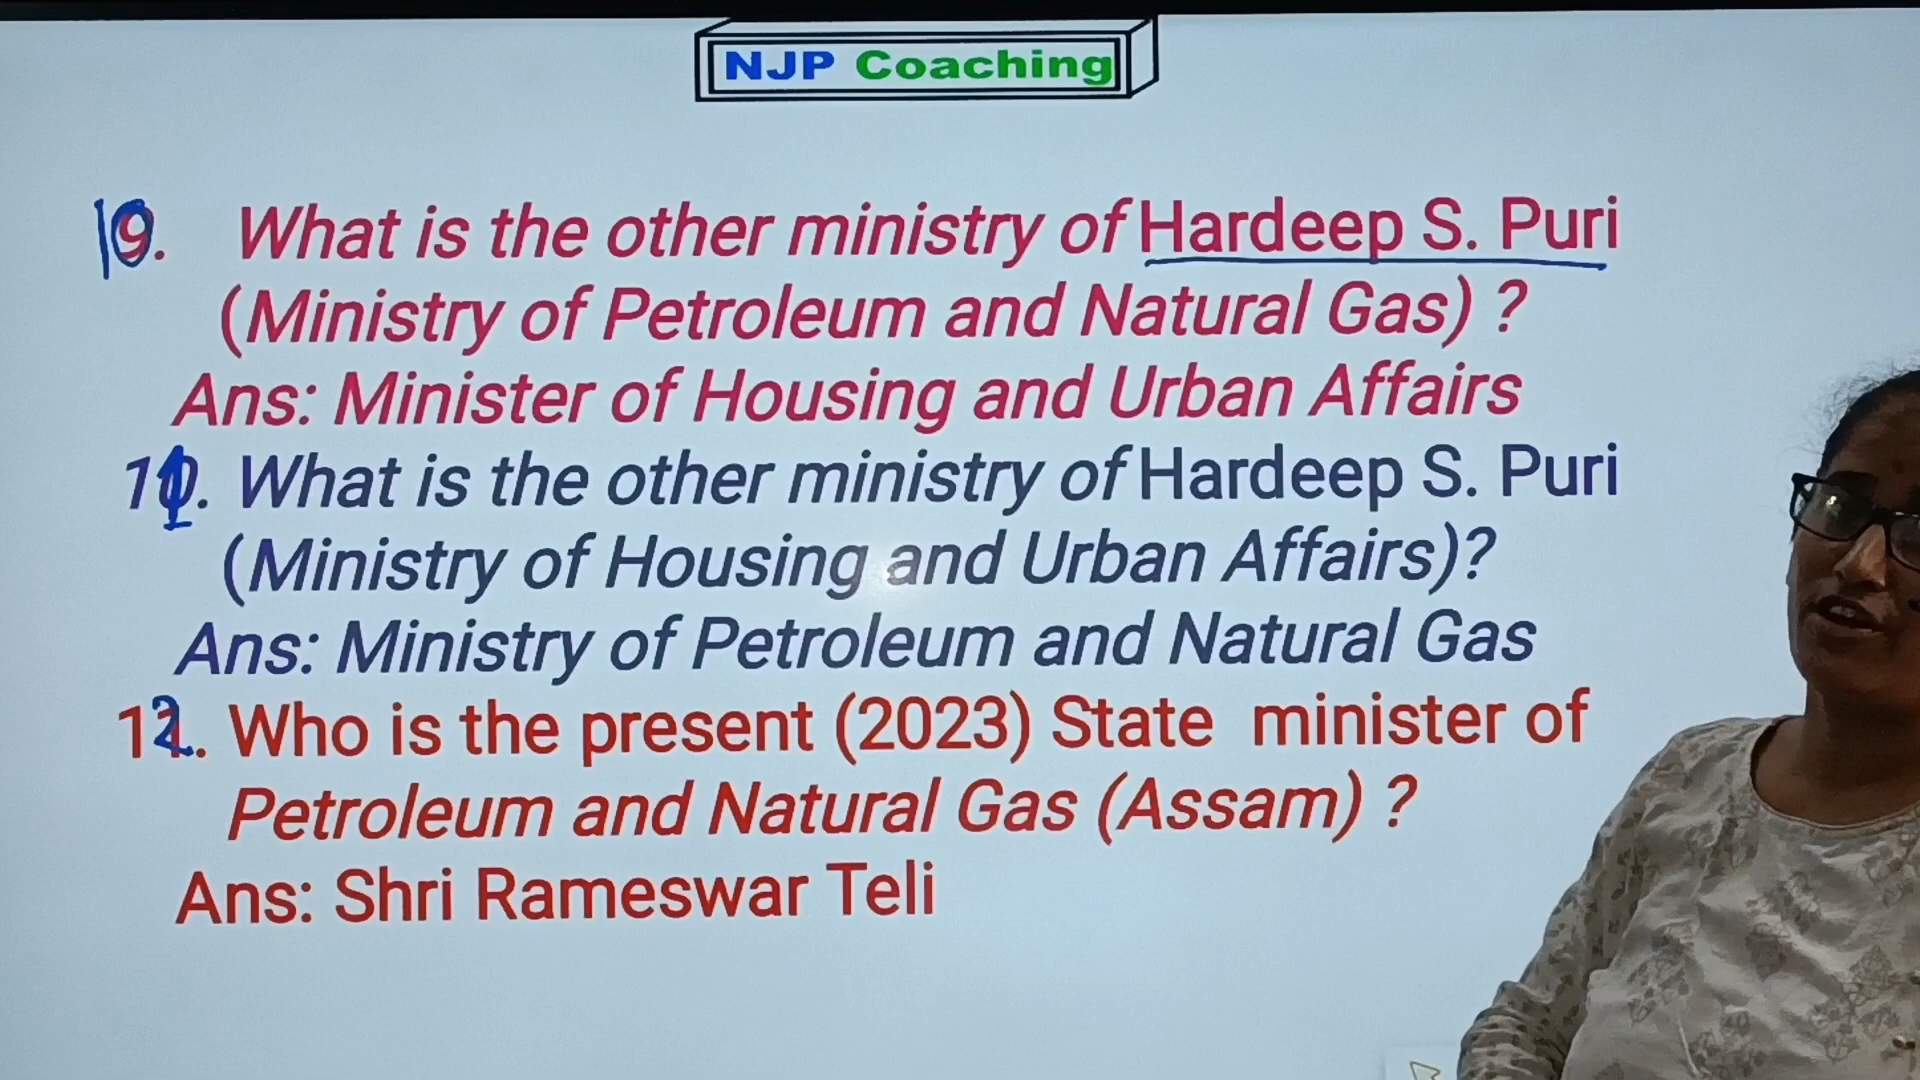 NJP Coaching
10. What is the other ministry of Hardeep S. Puri
(Ministry of Petroleum and Natural Gas) ?
Ans: Minister of Housing and Urban Affairs
11. What is the other ministry of Hardeep S. Puri
(Ministry of Housing and Urban Affairs)?
Ans: Ministry of Petroleum and Natural Gas
12. Who is the present (2023) State minister of
Petroleum and Natural Gas (Assam) ?
Ans: Shri Rameswar Teli